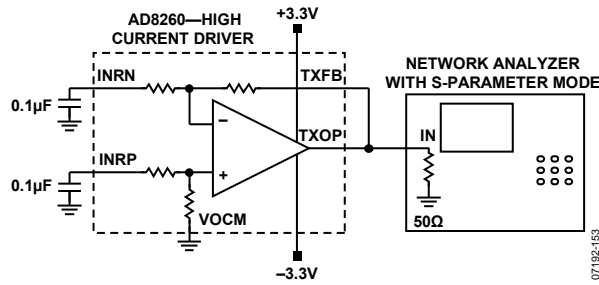 AD8260—HIGH
CURRENT DRIVER
+3.3V
INRN
TXFB
NETWORK ANALYZER
WITH S-PARAMETER MODE
0.1µF
–
TXOP
IN
INRP
+
0.1µF
VOCM
50Ω
–3.3V
07192-153